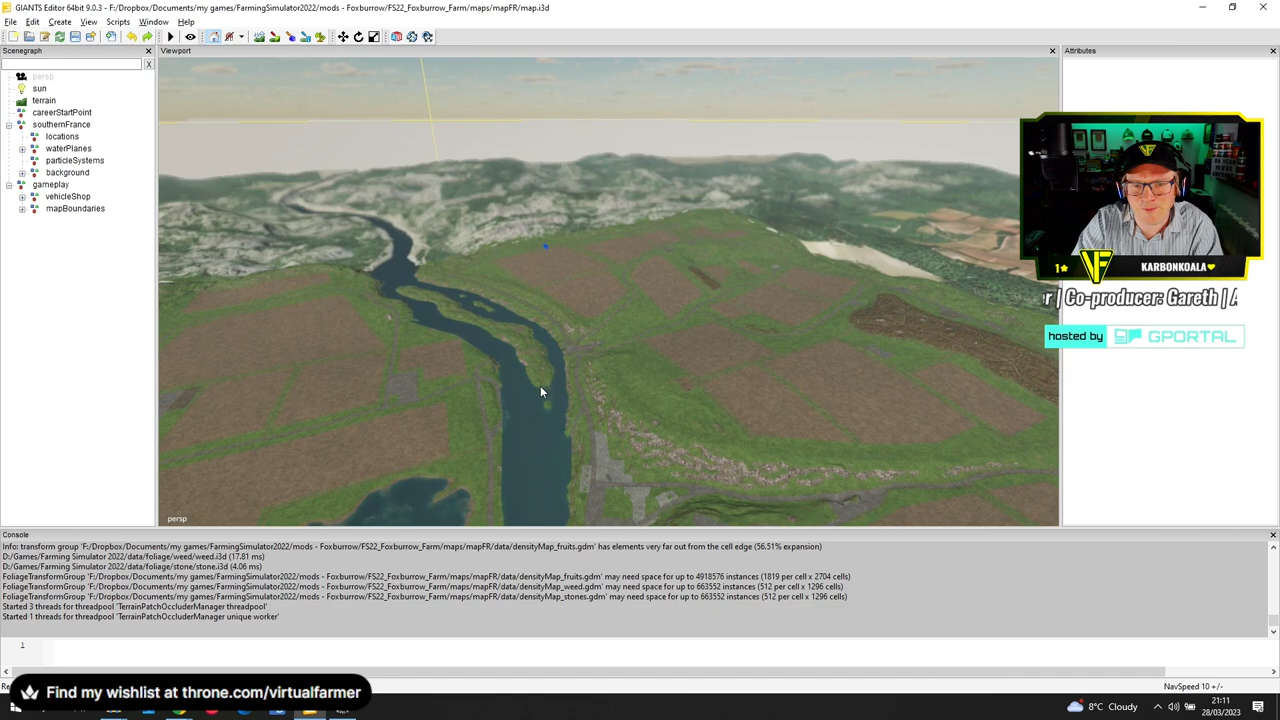 GIANTS Editor 64bit 9.0.3 - F:/Dropbox/Documents/my games/FarmingSimulator2022/mods - Foxburrow/FS22_Foxburrow_Farm/maps/mapFR/map.i3d
File Edit Create View Scripts Window Help
Scenegraph
Viewport
Attributes
X
persp
sun
terrain
careerStartPoint
southernFrance
locations
waterPlanes
particleSystems
background
gameplay
vehicleShop
mapBoundaries
persp
1
KARBONKOALA
r | Co-producer: Gareth | A
hosted by GPORTAL
Console
Info: transform group 'F:/Dropbox/Documents/my games/FarmingSimulator2022/mods - Foxburrow/FS22_Foxburrow_Farm/maps/mapFR/data/densityMap_fruits.gdm' has elements very far out from the cell edge (56.51% expansion)
D:/Games/Farming Simulator 2022/data/foliage/weed/weed.i3d (17.81 ms)
D:/Games/Farming Simulator 2022/data/foliage/stone/stone.i3d (4.06 ms)
FoliageTransformGroup 'F:/Dropbox/Documents/my games/FarmingSimulator2022/mods - Foxburrow/FS22_Foxburrow_Farm/maps/mapFR/data/densityMap_fruits.gdm' may need space for up to 4918576 instances (1819 per cell x 2704 cells)
FoliageTransformGroup 'F:/Dropbox/Documents/my games/FarmingSimulator2022/mods - Foxburrow/FS22_Foxburrow_Farm/maps/mapFR/data/densityMap_weed.gdm' may need space for up to 663552 instances (512 per cell x 1296 cells)
FoliageTransformGroup 'F:/Dropbox/Documents/my games/FarmingSimulator2022/mods - Foxburrow/FS22_Foxburrow_Farm/maps/mapFR/data/densityMap_stones.gdm' may need space for up to 663552 instances (512 per cell x 1296 cells)
Started 3 threads for threadpool 'TerrainPatchOccluderManager threadpool'
Started 1 threads for threadpool 'TerrainPatchOccluderManager unique worker'
1
Re
NavSpeed 10 +/-
Find my wishlist at throne.com/virtualfarmer
8°C Cloudy
21:11
28/03/2023